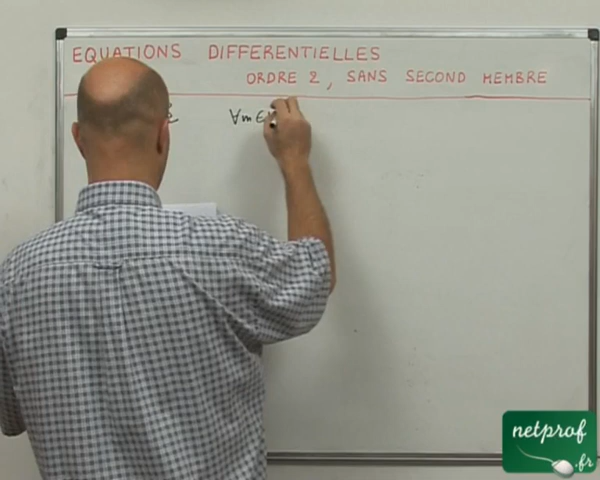 EQUATIONS DIFFERENTIELLES
ORDRE 2, SANS SECOND MEMBRE
∀m∈
netprof
.fr